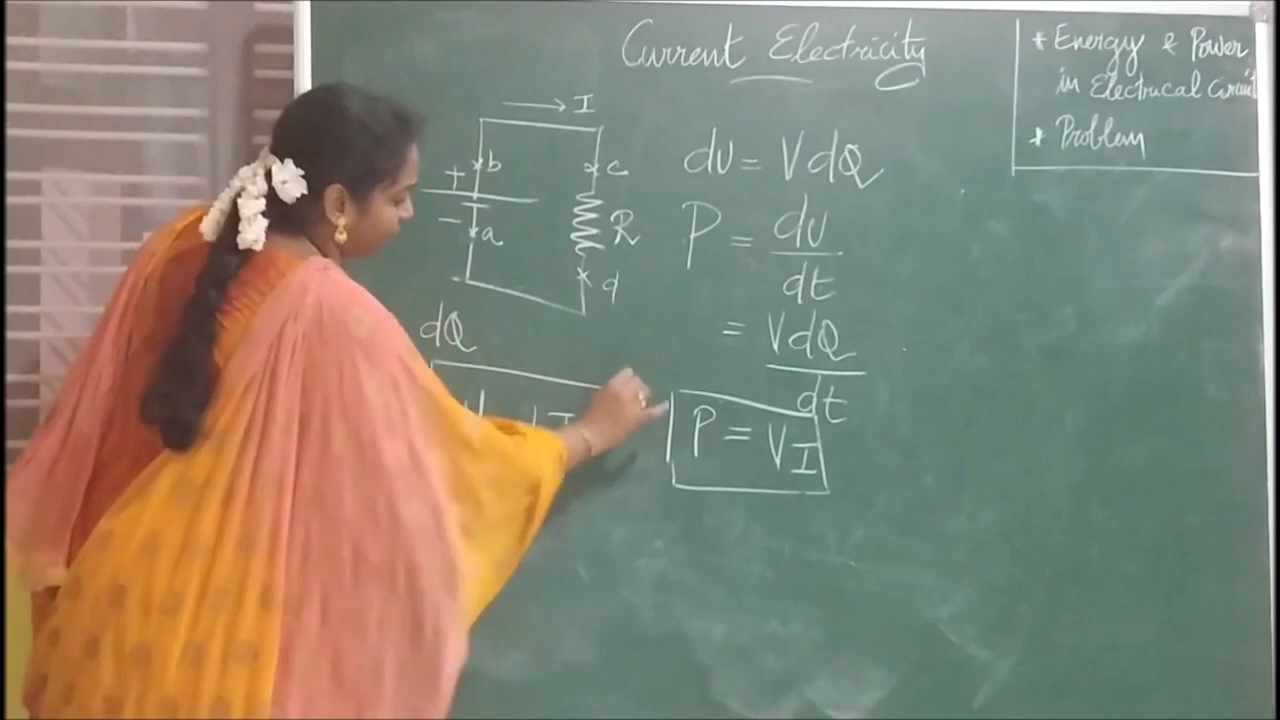 Current Electricity
* Energy & Power
in Electrical Circuit
* Problem
I
+ b
c
R
− a
d
dU = V dQ
P = dU
dt
= V dQ
dt
P = VI
dQ